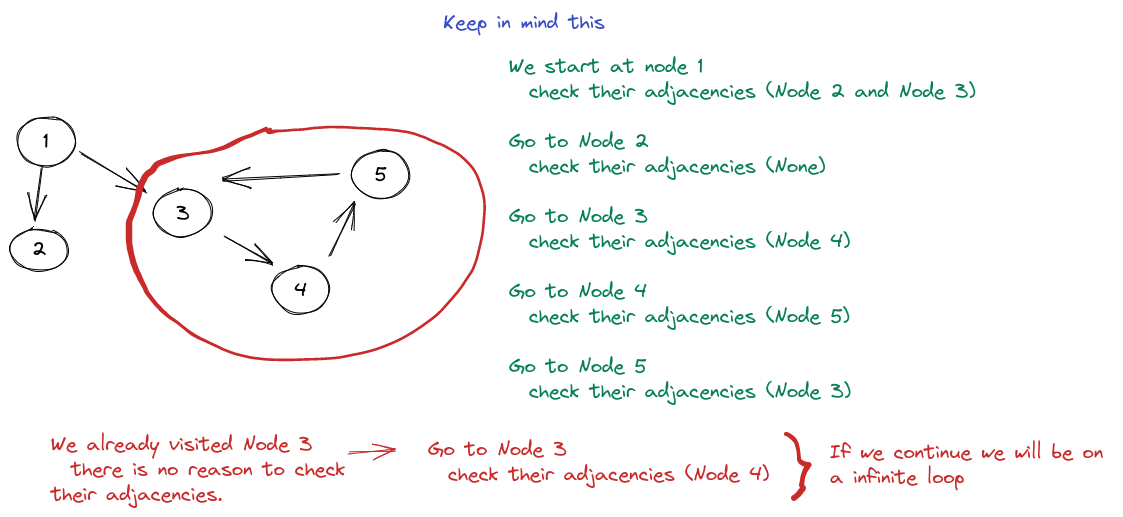 Keep in mind this
We start at node 1
check their adjacencies (Node 2 and Node 3)
Go to Node 2
check their adjacencies (None)
Go to Node 3
check their adjacencies (Node 4)
Go to Node 4
check their adjacencies (Node 5)
Go to Node 5
check their adjacencies (Node 3)
1
2
3
4
5
We already visited Node 3
there is no reason to check
their adjacencies.
Go to Node 3
check their adjacencies (Node 4)
If we continue we will be on
a infinite loop